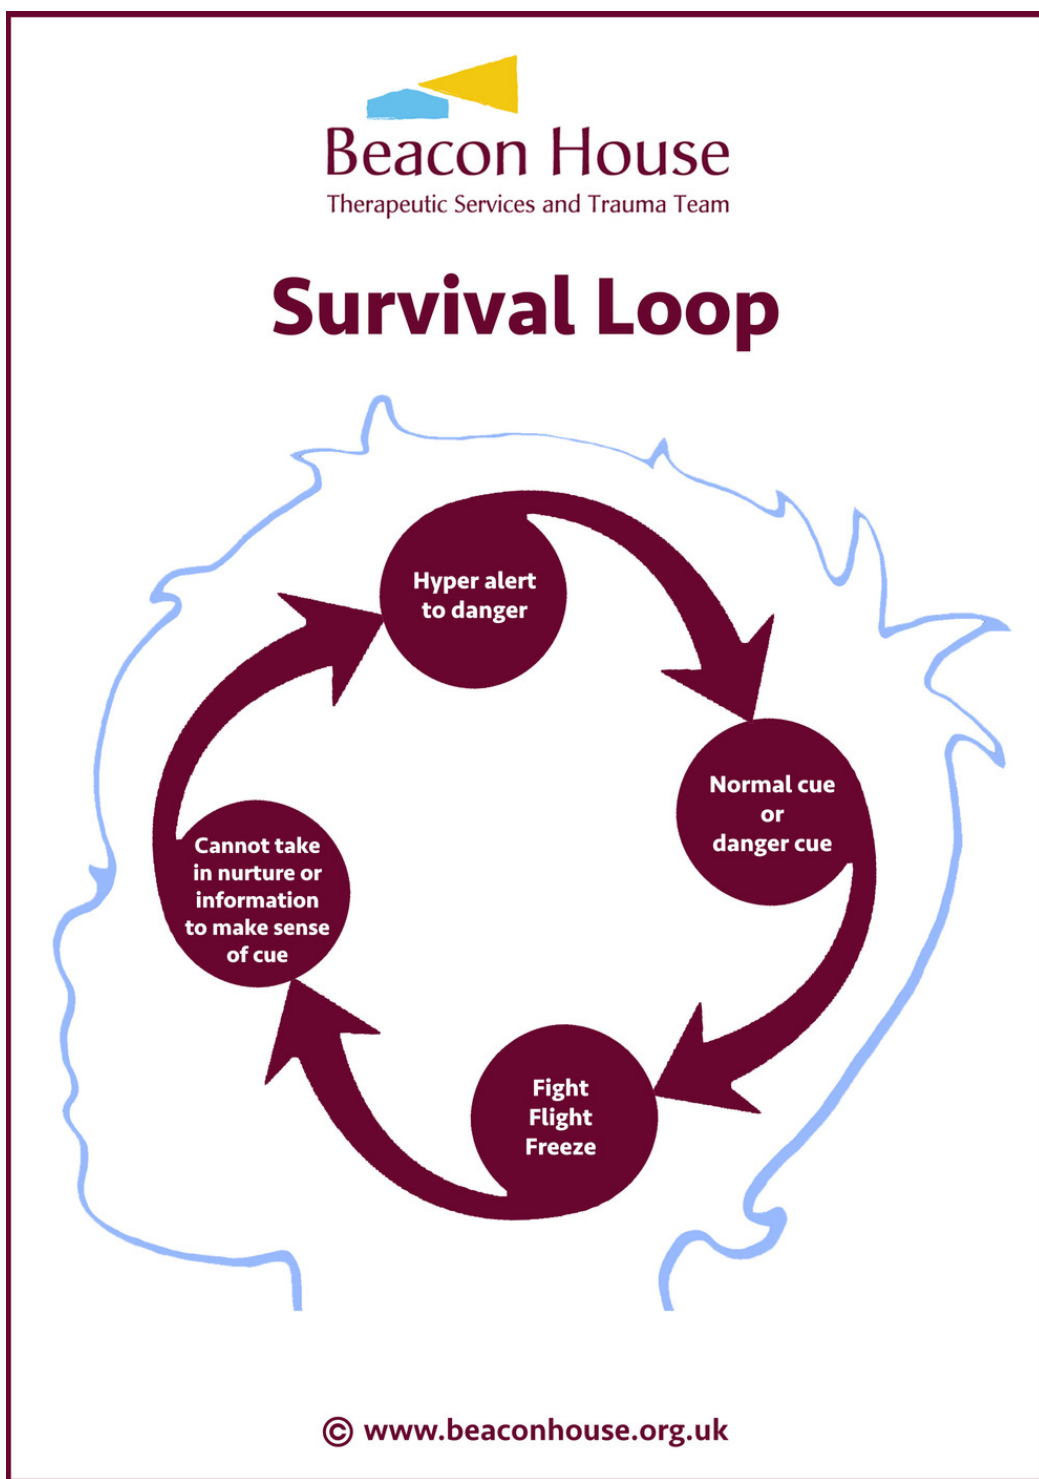 Beacon House
Therapeutic Services and Trauma Team
Survival Loop
Hyper alert
to danger
Normal cue
or
danger cue
Fight
Flight
Freeze
Cannot take
in nurture or
information
to make sense
of cue
© www.beaconhouse.org.uk